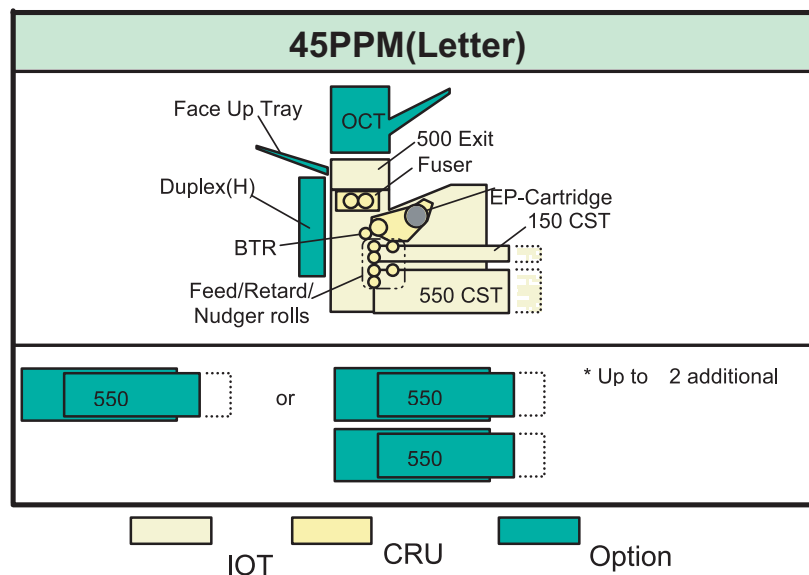 45PPM(Letter)
OCT
Face Up Tray
500 Exit
Fuser
Duplex(H)
EP-Cartridge
150 CST
BTR
Feed/Retard/
Nudger rolls
550 CST
550
or
550
* Up to 2 additional
550
IOT
CRU
Option